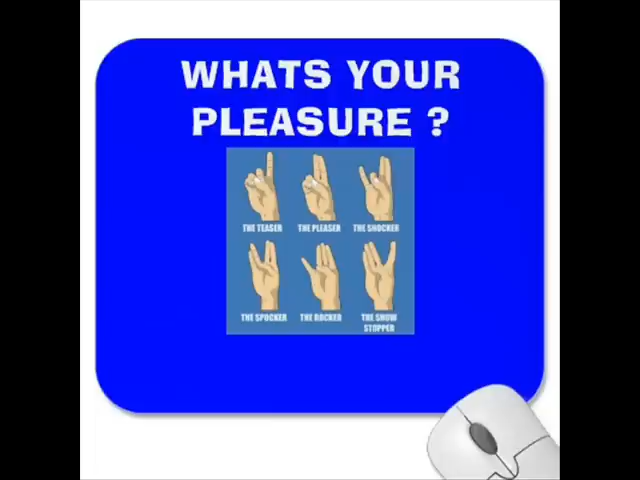 WHATS YOUR
PLEASURE ?
THE TEASER THE PLEASER THE SHOCKER
THE SPOCKER THE ROCKER THE SHOW
STOPPER